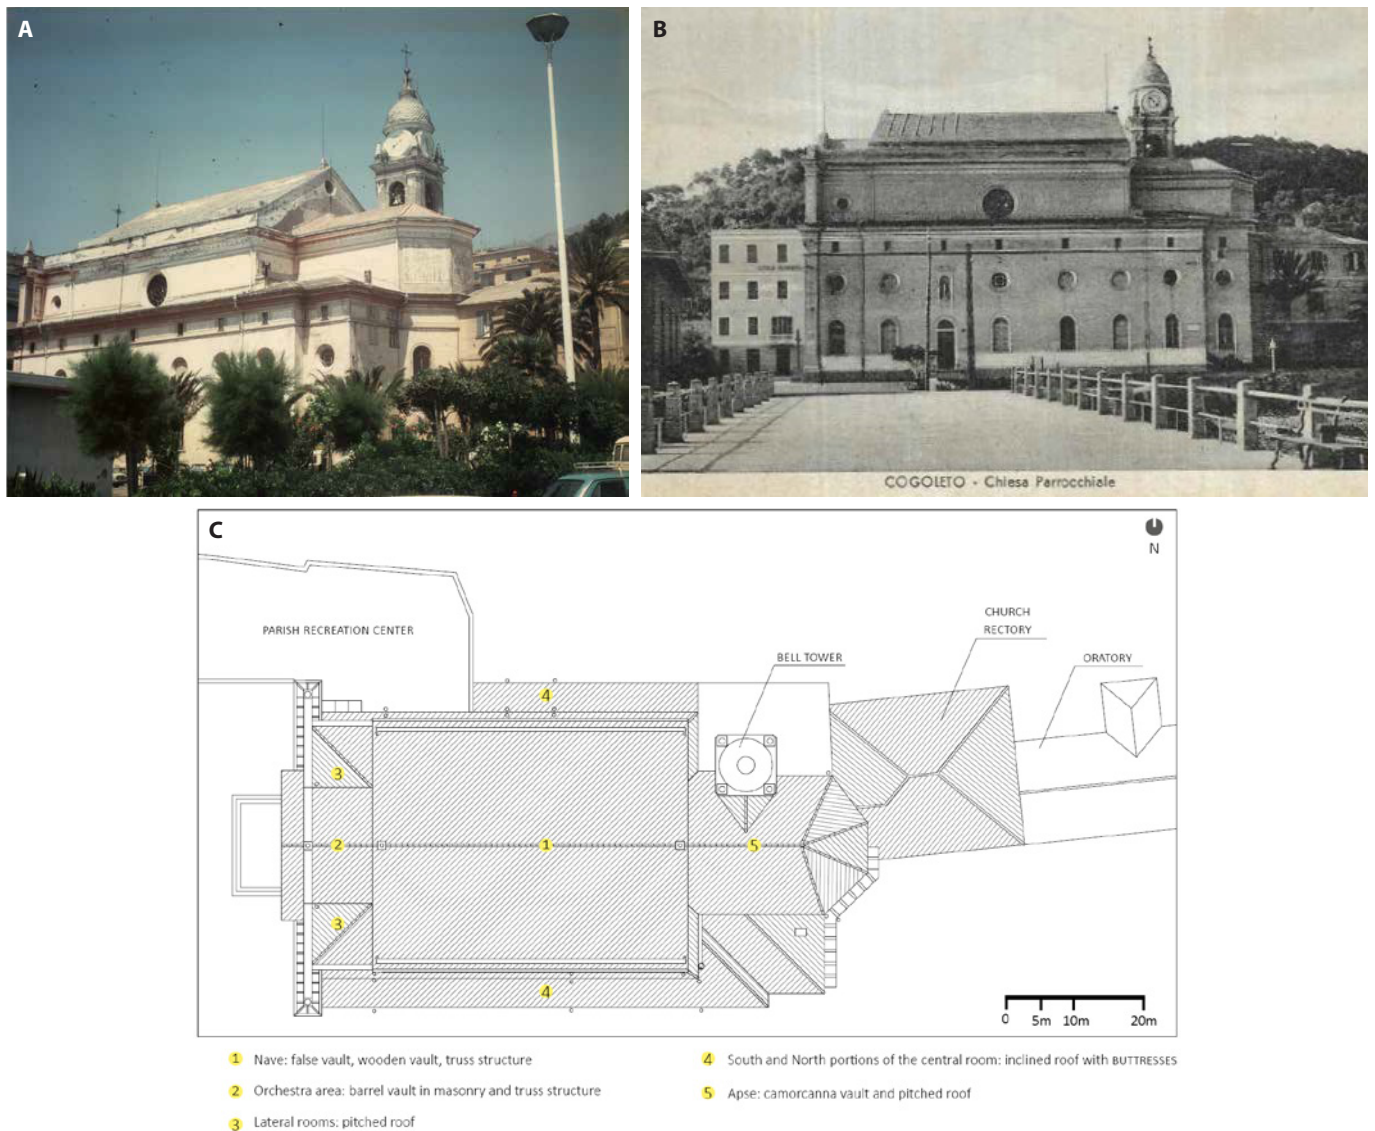 A
B
COGOLETO - Chiesa Parrocchiale
C
N
PARISH RECREATION CENTER
CHURCH
RECTORY
BELL TOWER
ORATORY
4
3
2
1
5
3
4
0 5m 10m 20m
1 Nave: false vault, wooden vault, truss structure
2 Orchestra area: barrel vault in masonry and truss structure
3 Lateral rooms: pitched roof
4 South and North portions of the central room: inclined roof with BUTTRESSES
5 Apse: camorcanna vault and pitched roof